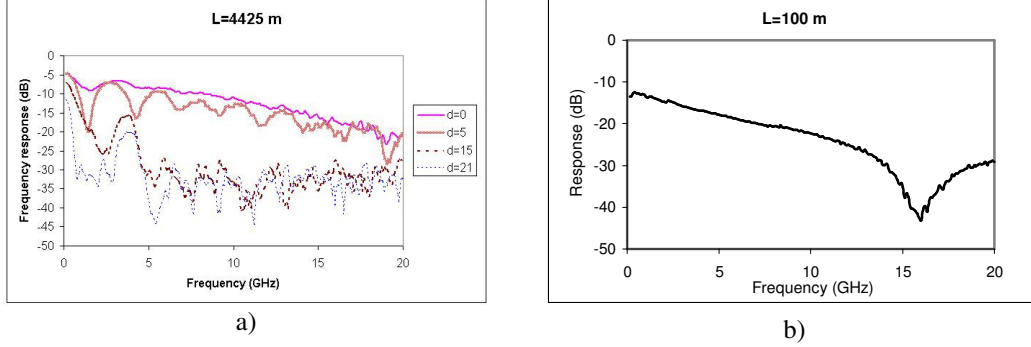 L=4425 m
Frequency response (dB)
0
-5
-10
-15
-20
-25
-30
-35
-40
-45
-50
0 5 10 15 20
Frequency (GHz)
d=0
d=5
d=15
d=21
a)
L=100 m
Response (dB)
0
-10
-20
-30
-40
-50
0 5 10 15 20
Frequency (GHz)
b)